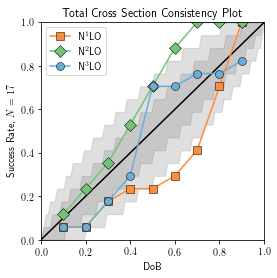 Total Cross Section Consistency Plot
1.0
0.8
0.6
0.4
0.2
0.0
Success Rate, N = 17
N¹LO
N²LO
N³LO
0.0 0.2 0.4 0.6 0.8 1.0
DoB